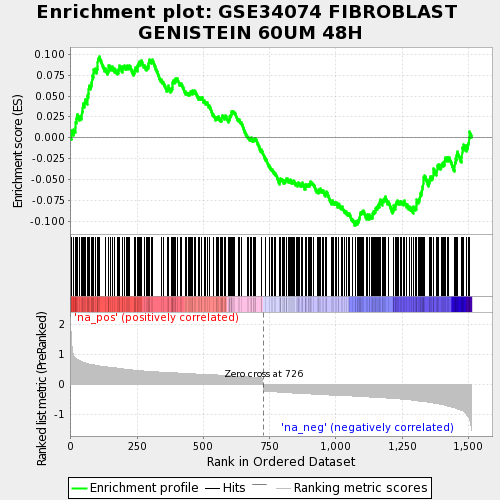 Enrichment plot: GSE34074 FIBROBLAST
GENISTEIN 60UM 48H
Enrichment score (ES)
0.100
0.075
0.050
0.025
0.000
-0.025
-0.050
-0.075
-0.100
'na_pos' (positively correlated)
Ranked list metric (PreRanked)
2
1
0
-1
Zero cross at 726
'na_neg' (negatively correlated)
0
250
500
750
1,000
1,250
1,500
Rank in Ordered Dataset
Enrichment profile
Hits
Ranking metric scores